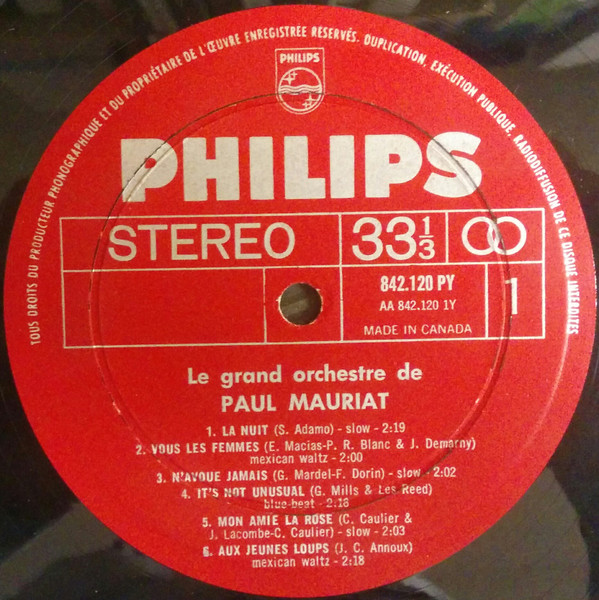 TOUS DROITS DU PRODUCTEUR PHONOGRAPHIQUE ET DU PROPRIÉTAIRE DE L'ŒUVRE ENREGISTREE RÉSERVÉS. DUPLICATION, EXÉCUTION PUBLIQUE, RADIODIFFUSION DE CE DISQUE INTERDITES
PHILIPS
PHILIPS
STEREO 33 1/3
842.120 PY 1
AA 842.120 1Y
MADE IN CANADA
Le grand orchestre de
PAUL MAURIAT
1. LA NUIT (S. Adamo) - slow - 2:19
2. VOUS LES FEMMES (E. Macias-P. R. Blanc & J. Demarny)
mexican waltz - 2:00
3. N'AVOUE JAMAIS (G. Mardel-F. Dorin) - slow - 2:02
4. IT'S NOT UNUSUAL (G. Mills & Les Reed)
blue-beat - 2:16
5. MON AMIE LA ROSE (C. Caulier &
J. Lacombe-C. Caulier) - slow - 2:03
6. AUX JEUNES LOUPS (J. C. Annoux)
mexican waltz - 2:18